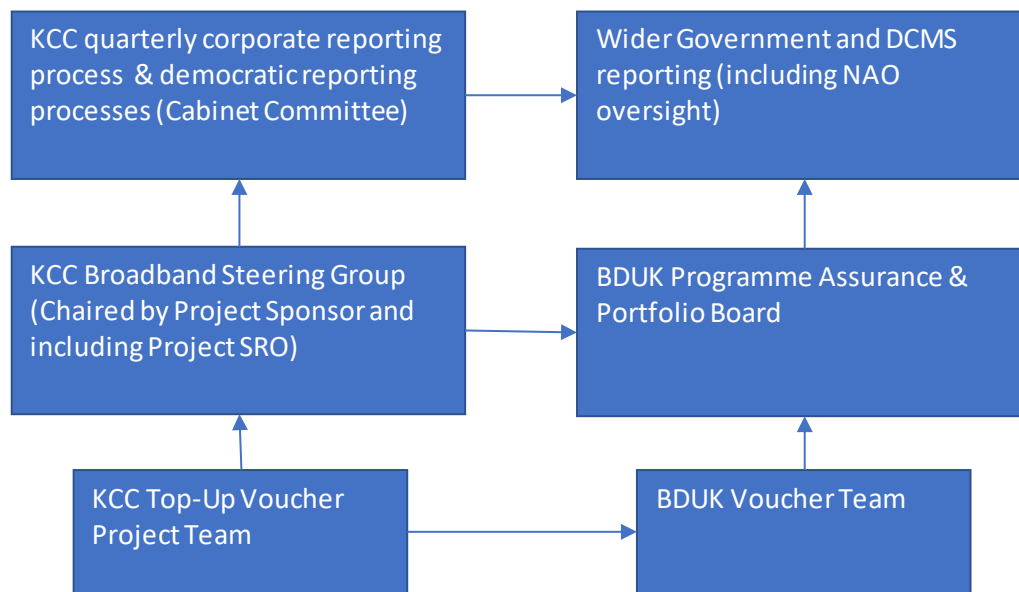 KCC quarterly corporate reporting
process & democratic reporting
processes (Cabinet Committee)
Wider Government and DCMS
reporting (including NAO
oversight)
KCC Broadband Steering Group
(Chaired by Project Sponsor and
including Project SRO)
BDUK Programme Assurance &
Portfolio Board
KCC Top-Up Voucher
Project Team
BDUK Voucher Team